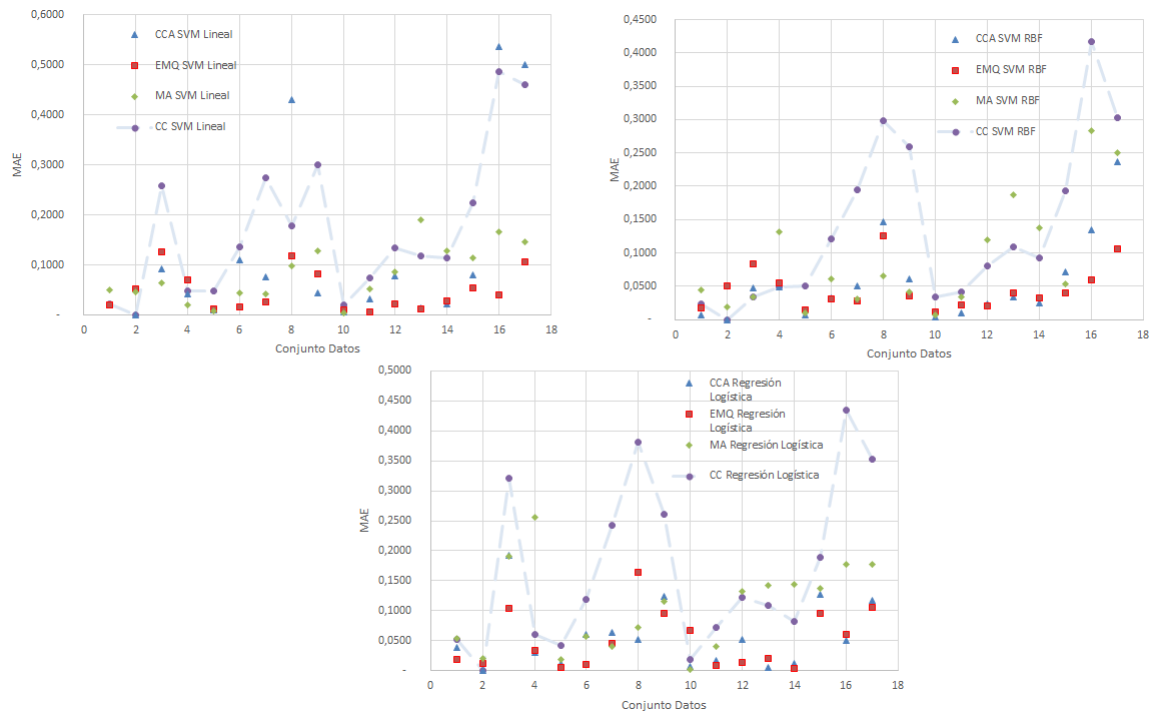 0,6000
0,5000
0,4000
0,3000
0,2000
0,1000
-
MAE
CCA SVM Lineal
EMQ SVM Lineal
MA SVM Lineal
CC SVM Lineal
0 2 4 6 8 10 12 14 16 18
Conjunto Datos
0,4500
0,4000
0,3500
0,3000
0,2500
0,2000
0,1500
0,1000
0,0500
-
MAE
CCA SVM RBF
EMQ SVM RBF
MA SVM RBF
CC SVM RBF
0 2 4 6 8 10 12 14 16 18
Conjunto Datos
0,5000
0,4500
0,4000
0,3500
0,3000
0,2500
0,2000
0,1500
0,1000
0,0500
-
MAE
CCA Regresión
Logística
EMQ Regresión
Logística
MA Regresión Logística
CC Regresión Logística
0 2 4 6 8 10 12 14 16 18
Conjunto Datos